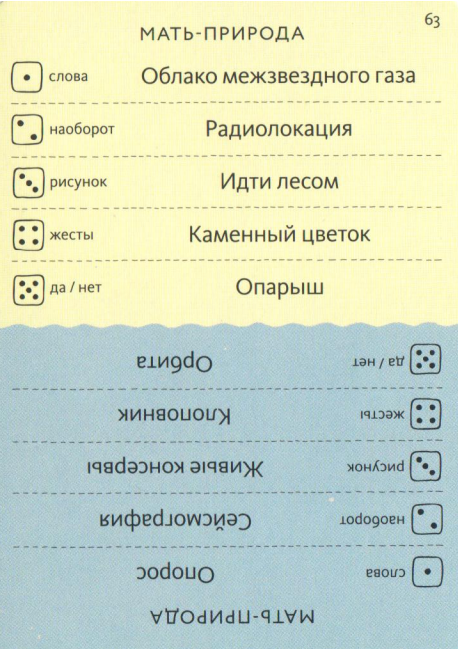 63
МАТЬ-ПРИРОДА
слова Облако межзвездного газа
наоборот Радиолокация
рисунок Идти лесом
жесты Каменный цветок
да / нет Опарыш
МАТЬ-ПРИРОДА
слова Опорос
наоборот Сейсмография
рисунок Живые консервы
жесты Клоповник
да / нет Орбита